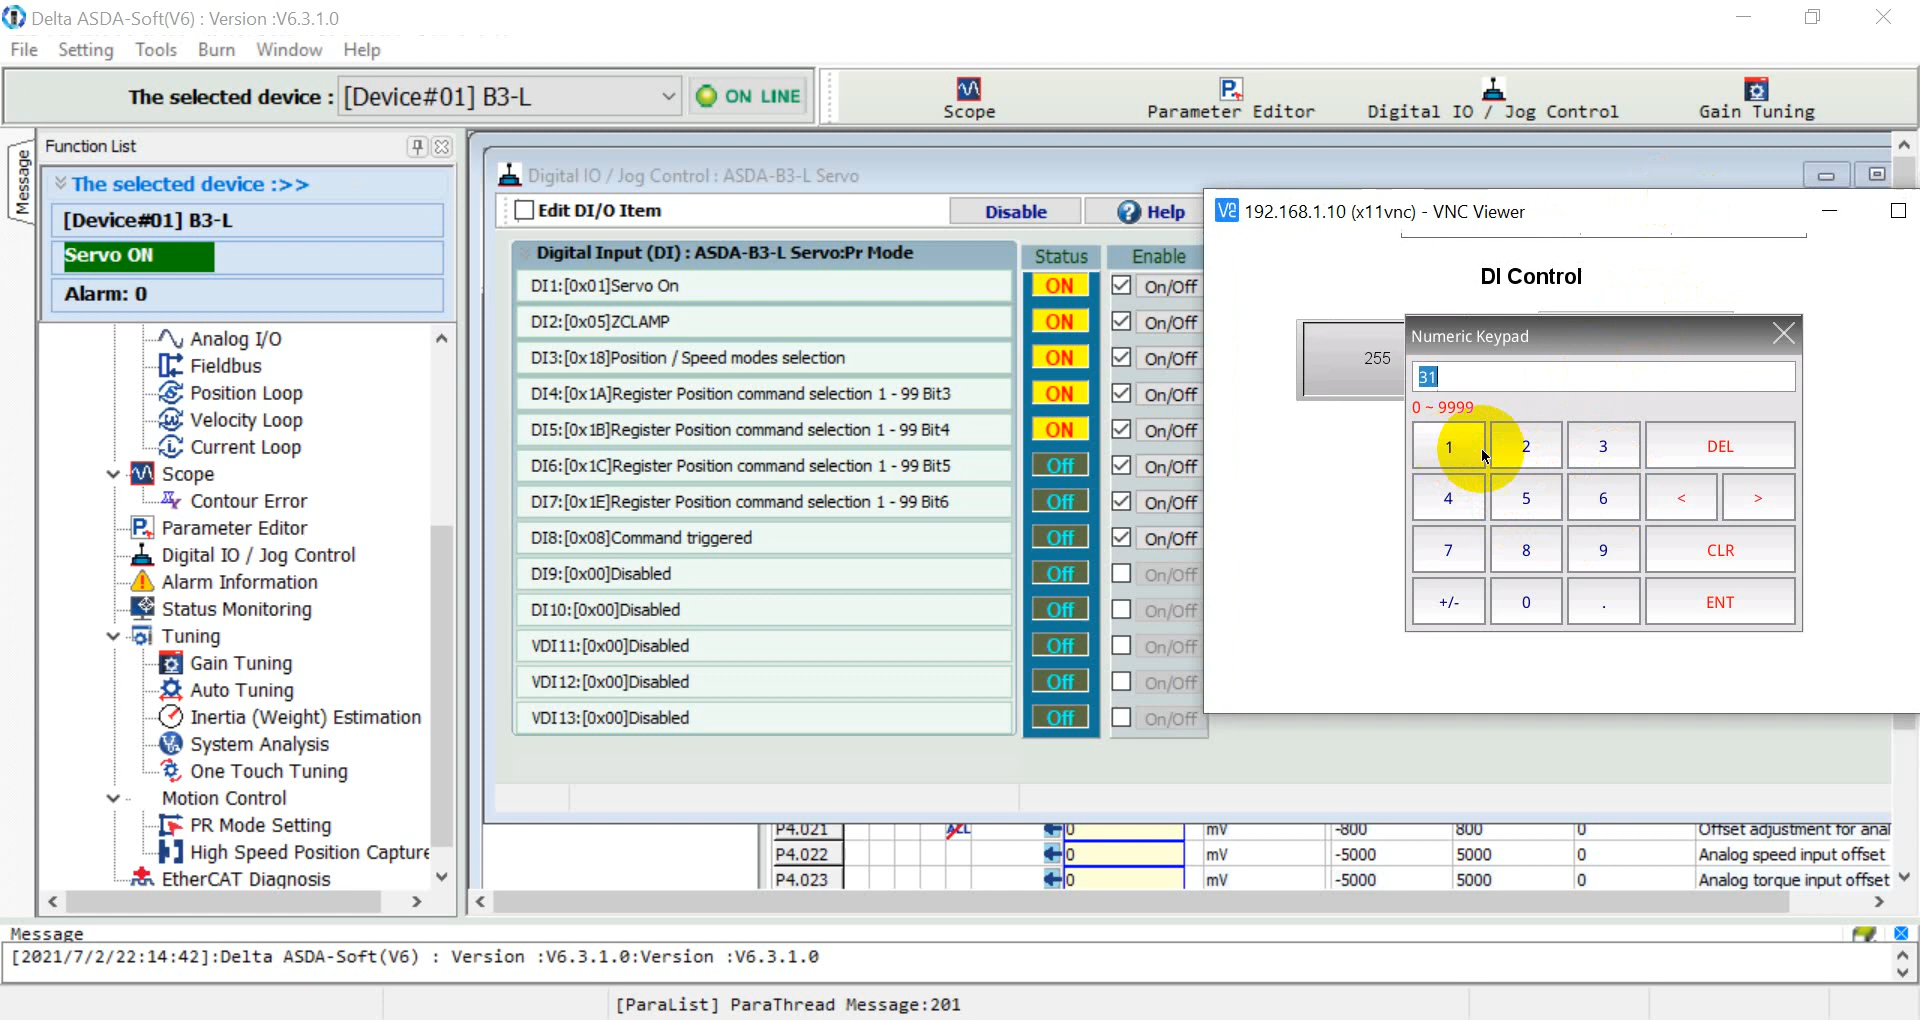 Delta ASDA-Soft(V6) : Version :V6.3.1.0
File Setting Tools Burn Window Help
The selected device : [Device#01] B3-L ON LINE
Scope Parameter Editor Digital IO / Jog Control Gain Tuning
Message
Function List
The selected device :>>
[Device#01] B3-L
Servo ON
Alarm: 0
Analog I/O
Fieldbus
Position Loop
Velocity Loop
Current Loop
Scope
Contour Error
Parameter Editor
Digital IO / Jog Control
Alarm Information
Status Monitoring
Tuning
Gain Tuning
Auto Tuning
Inertia (Weight) Estimation
System Analysis
One Touch Tuning
Motion Control
PR Mode Setting
High Speed Position Capture
EtherCAT Diagnosis
Digital IO / Jog Control : ASDA-B3-L Servo
Edit DI/O Item Disable Help
Digital Input (DI) : ASDA-B3-L Servo:Pr Mode Status Enable
DI1:[0x01]Servo On ON On/Off
DI2:[0x05]ZCLAMP ON On/Off
DI3:[0x18]Position / Speed modes selection ON On/Off
DI4:[0x1A]Register Position command selection 1 - 99 Bit3 ON On/Off
DI5:[0x1B]Register Position command selection 1 - 99 Bit4 ON On/Off
DI6:[0x1C]Register Position command selection 1 - 99 Bit5 Off On/Off
DI7:[0x1E]Register Position command selection 1 - 99 Bit6 Off On/Off
DI8:[0x08]Command triggered Off On/Off
DI9:[0x00]Disabled Off On/Off
DI10:[0x00]Disabled Off On/Off
VDI11:[0x00]Disabled Off On/Off
VDI12:[0x00]Disabled Off On/Off
VDI13:[0x00]Disabled Off On/Off
192.168.1.10 (x11vnc) - VNC Viewer
DI Control
255
Numeric Keypad
31
0 ~ 9999
1 2 3 DEL
4 5 6 < >
7 8 9 CLR
+/- 0 . ENT
P4.021 0 mV -800 800 0 Offset adjustment for anal
P4.022 0 mV -5000 5000 0 Analog speed input offset
P4.023 0 mV -5000 5000 0 Analog torque input offset
Message
[2021/7/2/22:14:42]:Delta ASDA-Soft(V6) : Version :V6.3.1.0:Version :V6.3.1.0
[ParaList] ParaThread Message:201